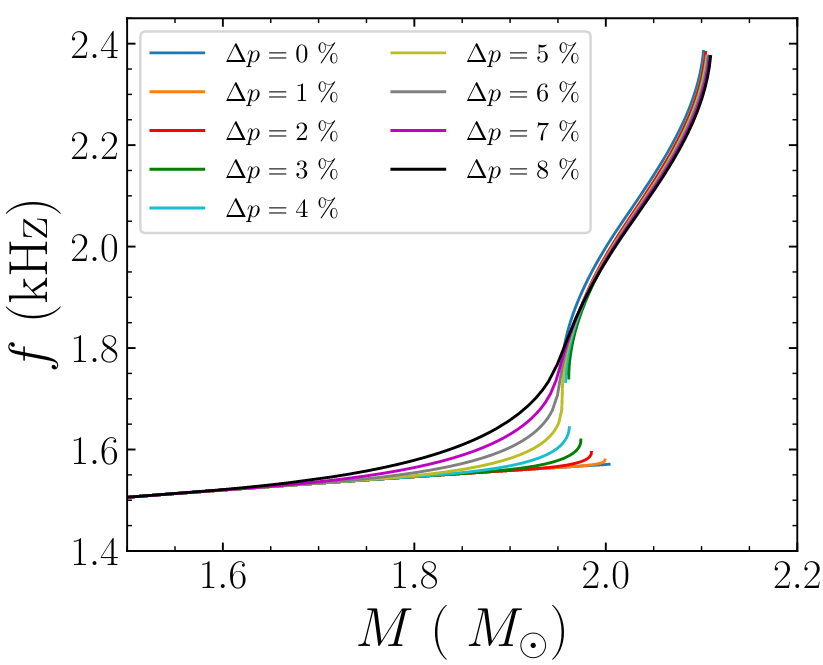 2.4
2.2
2.0
1.8
1.6
1.4
f (kHz)
Δp = 0 %
Δp = 1 %
Δp = 2 %
Δp = 3 %
Δp = 4 %
Δp = 5 %
Δp = 6 %
Δp = 7 %
Δp = 8 %
1.6 1.8 2.0 2.2
M ( M⊙)